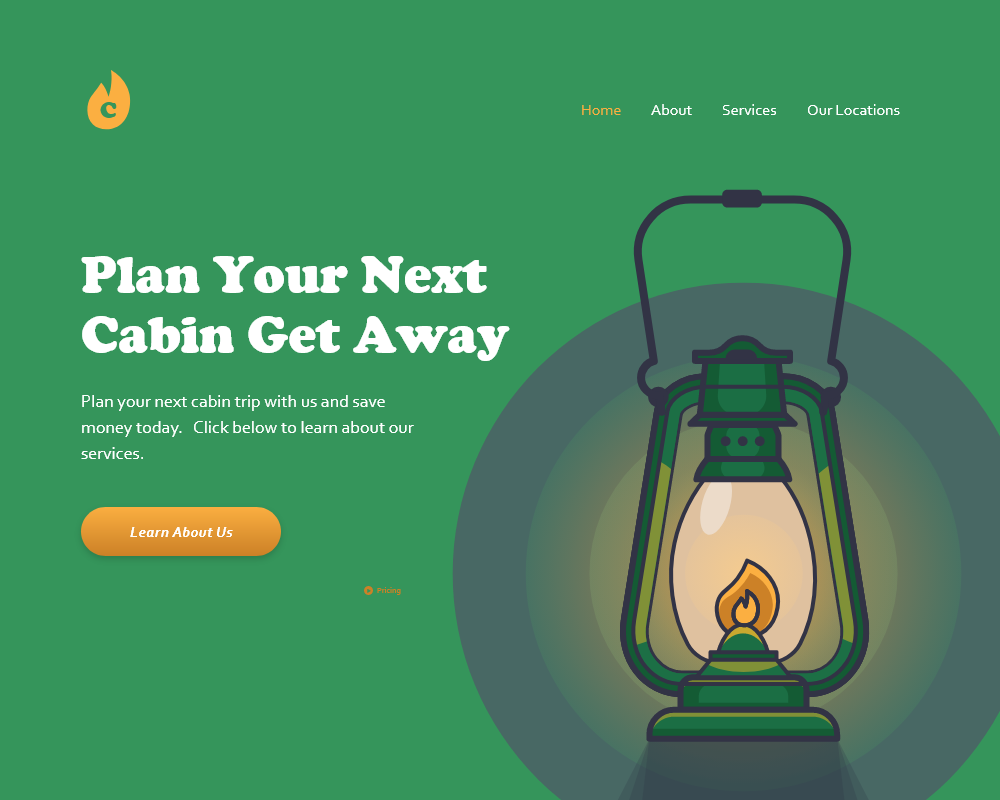 C
Home About Services Our Locations
Plan Your Next
Cabin Get Away
Plan your next cabin trip with us and save
money today. Click below to learn about our
services.
Learn About Us
Pricing